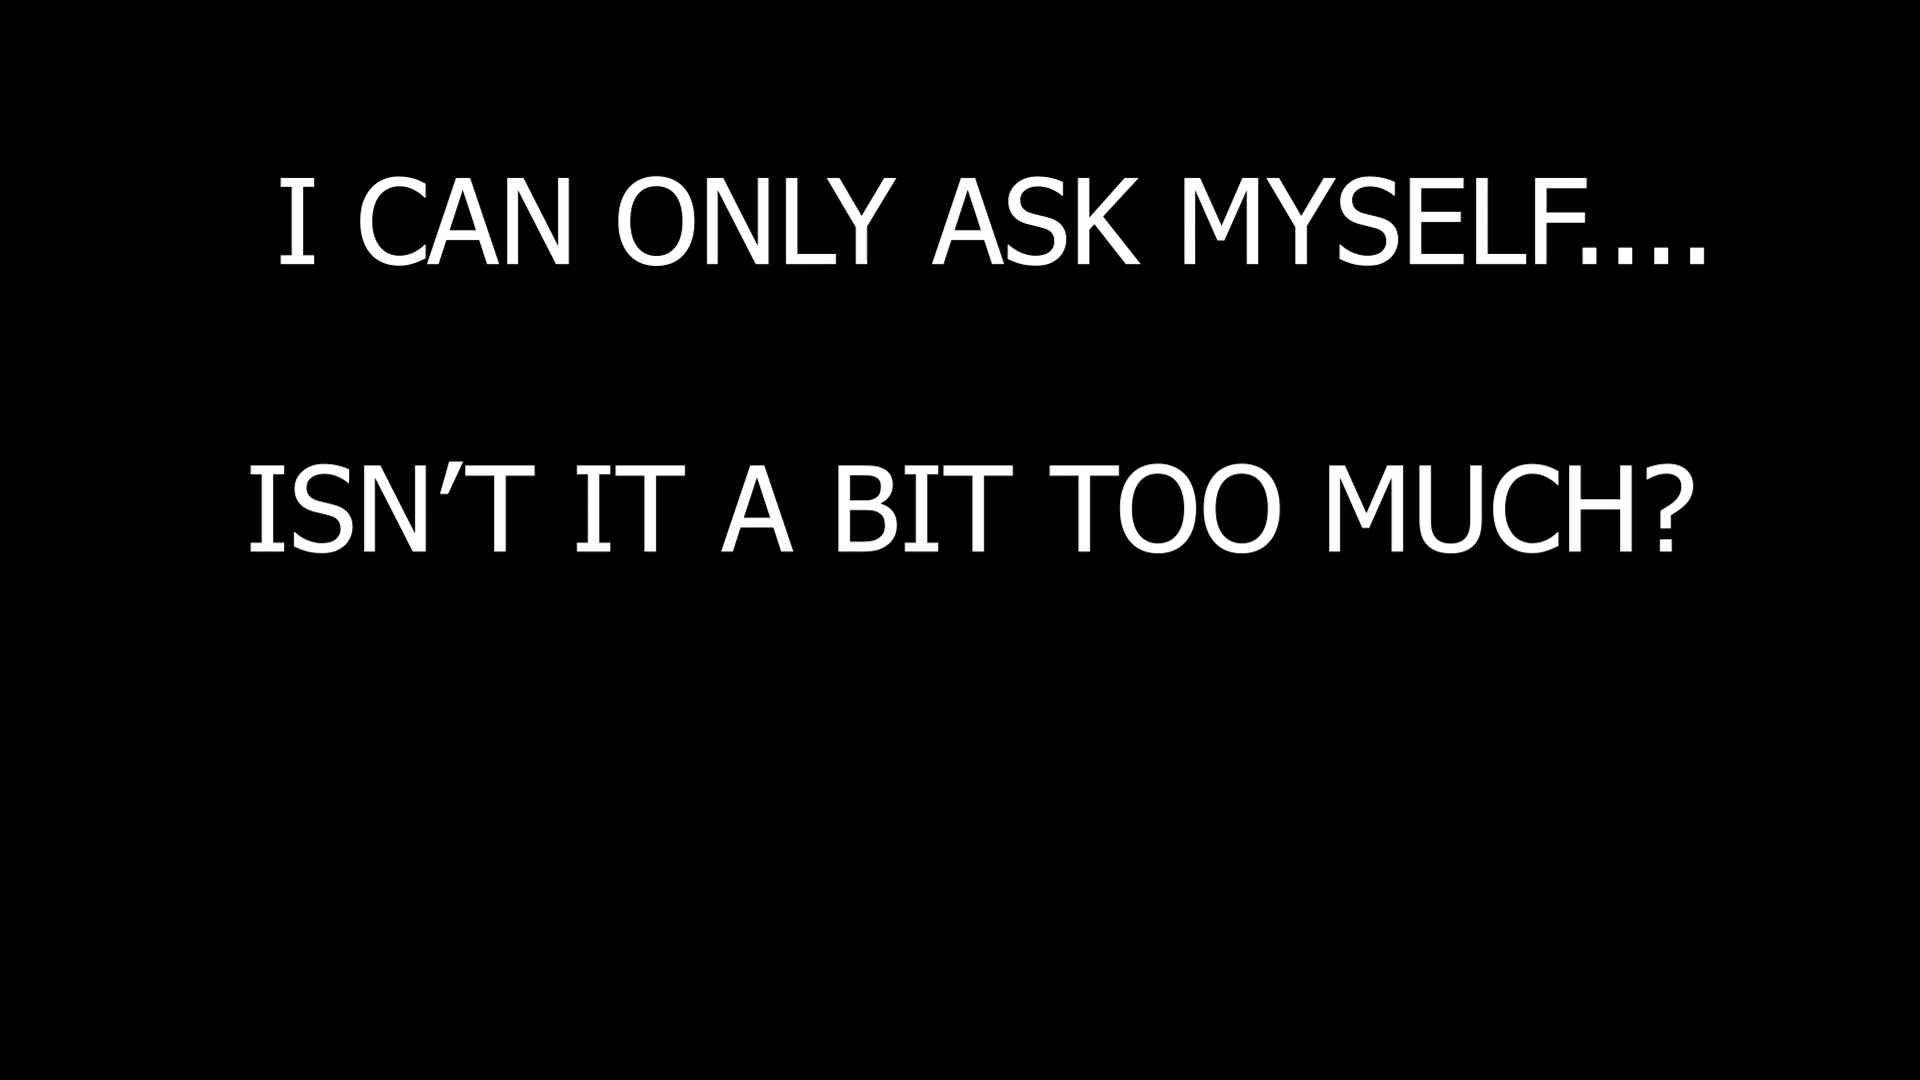 I CAN ONLY ASK MYSELF....
ISN’T IT A BIT TOO MUCH?